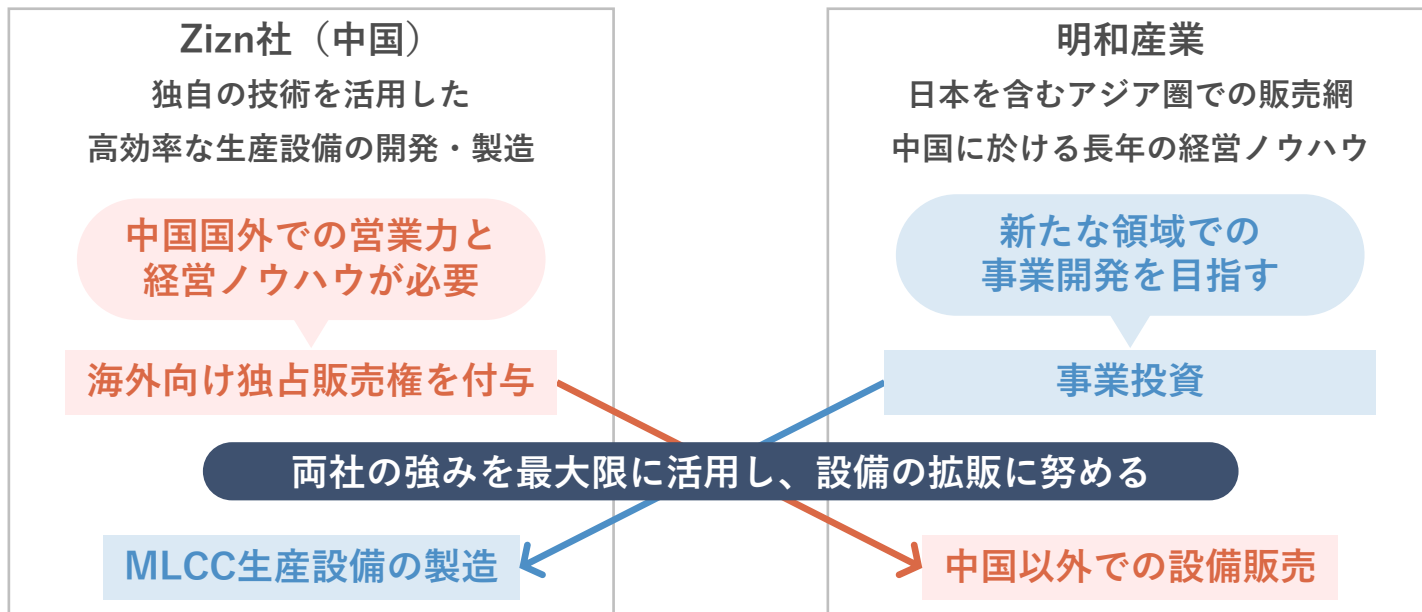 Zizn社（中国）
独自の技術を活用した
高効率な生産設備の開発・製造
中国国外での営業力と
経営ノウハウが必要
海外向け独占販売権を付与
明和産業
日本を含むアジア圏での販売網
中国に於ける長年の経営ノウハウ
新たな領域での
事業開発を目指す
事業投資
両社の強みを最大限に活用し、設備の拡販に努める
MLCC生産設備の製造
中国以外での設備販売